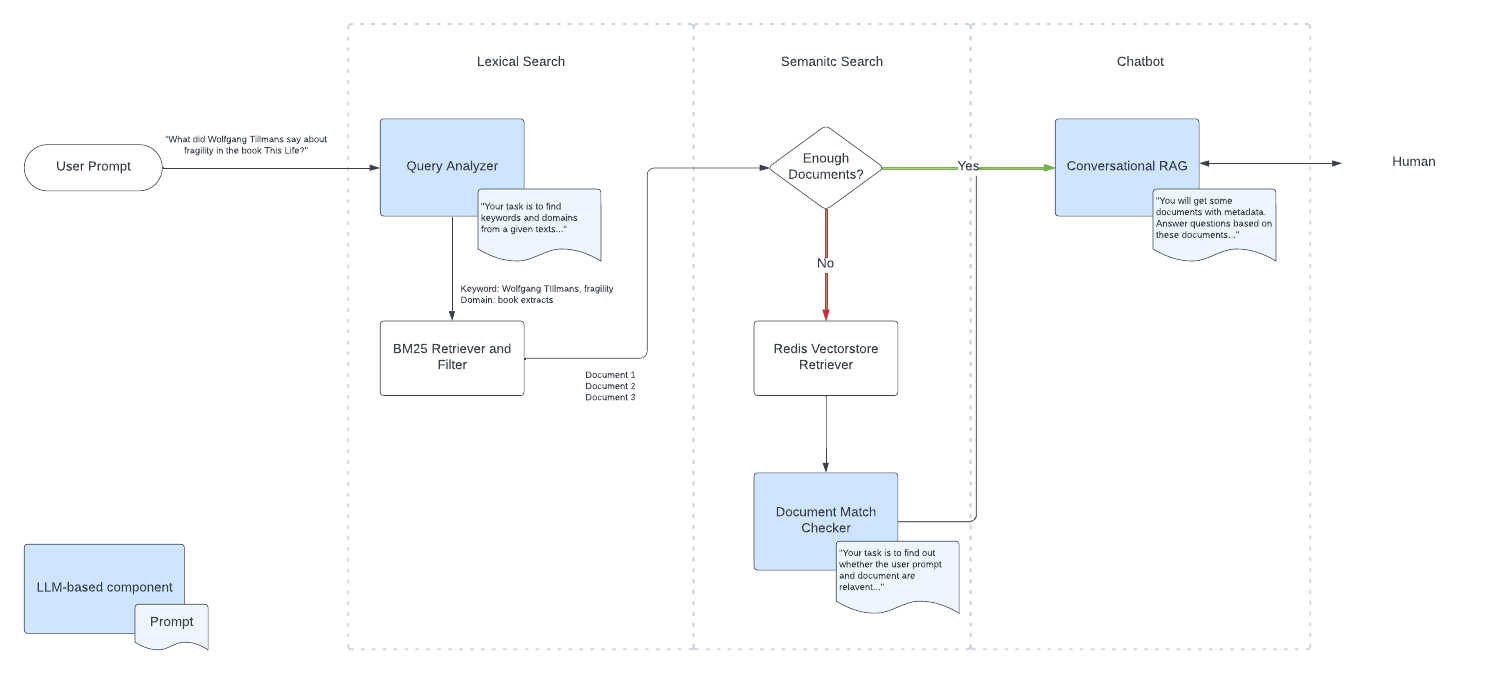 Lexical Search
Semanitc Search
Chatbot
User Prompt
"What did Wolfgang Tillmans say about
fragility in the book This Life?"
Query Analyzer
"Your task is to find
keywords and domains
from a given texts..."
Keyword: Wolfgang TIllmans, fragility
Domain: book extracts
BM25 Retriever and
Filter
Document 1
Document 2
Document 3
Enough
Documents?
Yes
No
Redis Vectorstore
Retriever
Document Match
Checker
"Your task is to find out
whether the user prompt
and document are
relavent..."
Conversational RAG
"You will get some
documents with metadata.
Answer questions based on
these documents..."
Human
LLM-based component
Prompt